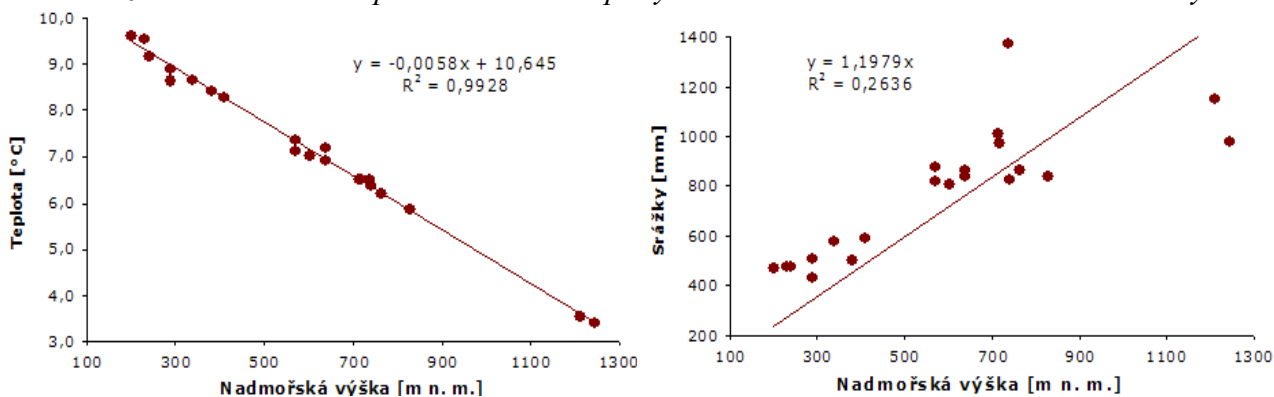 10,0
9,0
8,0
7,0
6,0
5,0
4,0
3,0
Teplota [°C]
y = -0,0058x + 10,645
R² = 0,9928
100 300 500 700 900 1100 1300
Nadmořská výška [m n. m.]
1400
1200
1000
800
600
400
200
Srážky [mm]
y = 1,1979x
R² = 0,2636
100 300 500 700 900 1100 1300
Nadmořská výška [m n. m.]